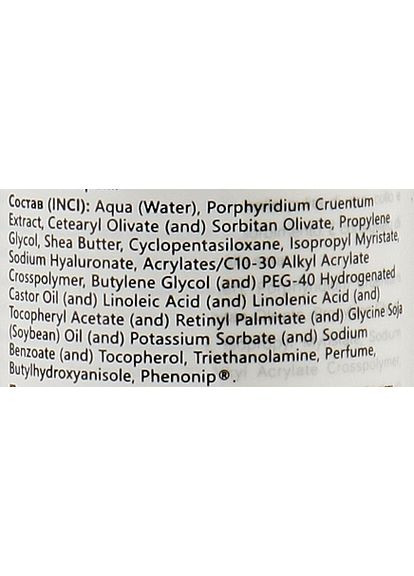 Состав (INCI): Aqua (Water), Porphyridium Cruentum
Extract, Cetearyl Olivate (and) Sorbitan Olivate, Propylene
Glycol, Shea Butter, Cyclopentasiloxane, Isopropyl Myristate,
Sodium Hyaluronate, Acrylates/C10-30 Alkyl Acrylate
Crosspolymer, Butylene Glycol (and) PEG-40 Hydrogenated
Castor Oil (and) Linoleic Acid (and) Linolenic Acid (and)
Tocopheryl Acetate (and) Retinyl Palmitate (and) Glycine Soja
(Soybean) Oil (and) Potassium Sorbate (and) Sodium
Benzoate (and) Tocopherol, Triethanolamine, Perfume,
Butylhydroxyanisole, Phenonip®.